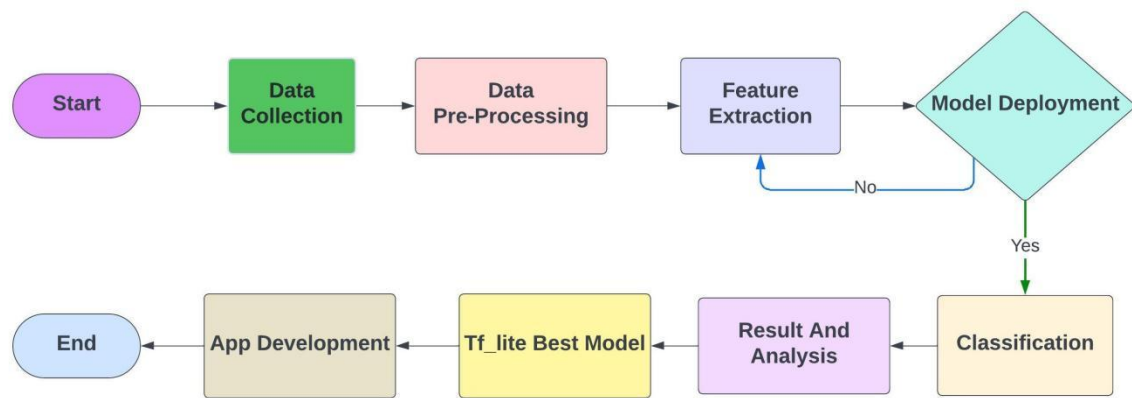 Start
Data
Collection
Data
Pre-Processing
Feature
Extraction
Model Deployment
No
Yes
Classification
Result And
Analysis
Tf_lite Best Model
App Development
End